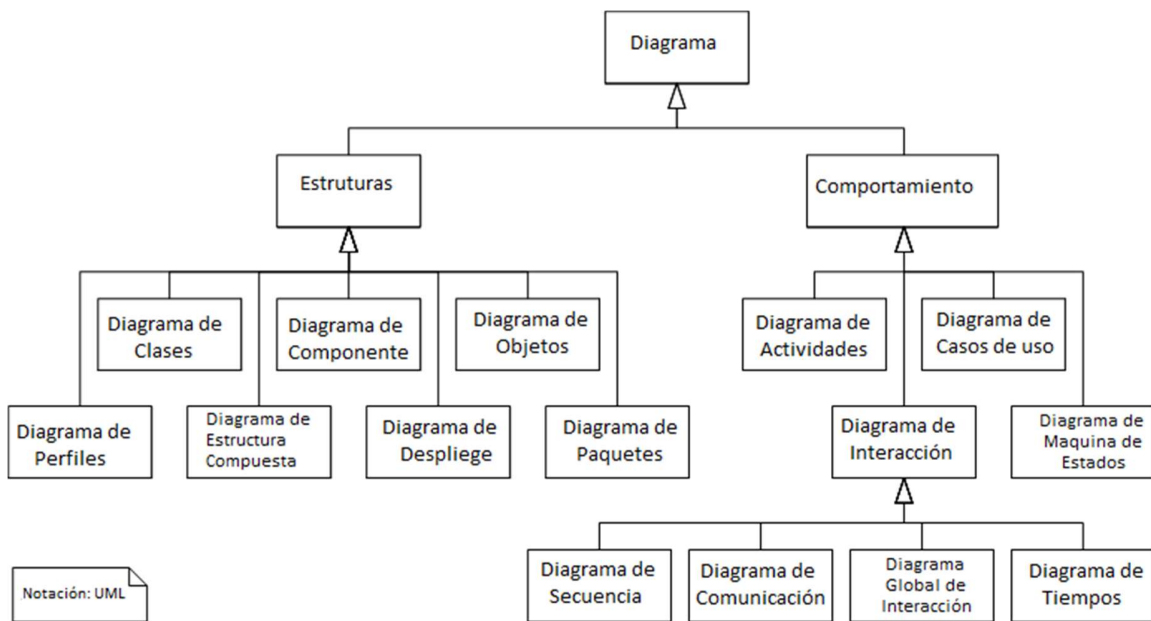 Diagrama
Estruturas
Comportamiento
Diagrama de
Clases
Diagrama de
Componente
Diagrama de
Objetos
Diagrama de
Actividades
Diagrama de
Casos de uso
Diagrama de
Perfiles
Diagrama de
Estructura
Compuesta
Diagrama de
Despliege
Diagrama de
Paquetes
Diagrama de
Interacción
Diagrama de
Maquina de
Estados
Diagrama de
Secuencia
Diagrama de
Comunicación
Diagrama
Global de
Interacción
Diagrama de
Tiempos
Notación: UML